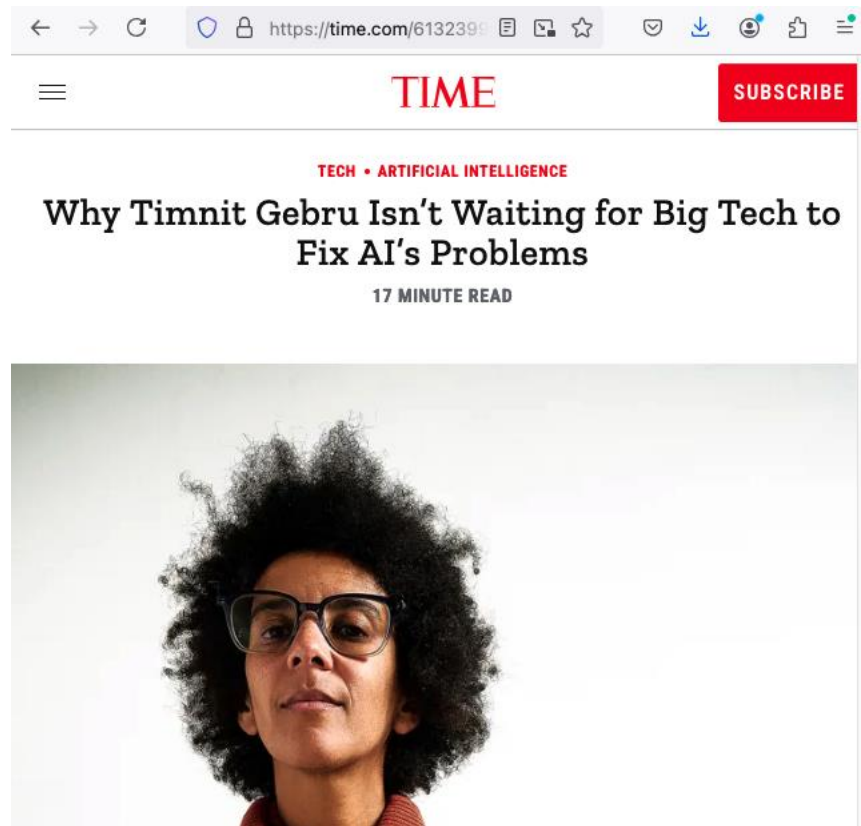 https://time.com/6132399
TIME
SUBSCRIBE
TECH • ARTIFICIAL INTELLIGENCE
Why Timnit Gebru Isn’t Waiting for Big Tech to
Fix AI’s Problems
17 MINUTE READ